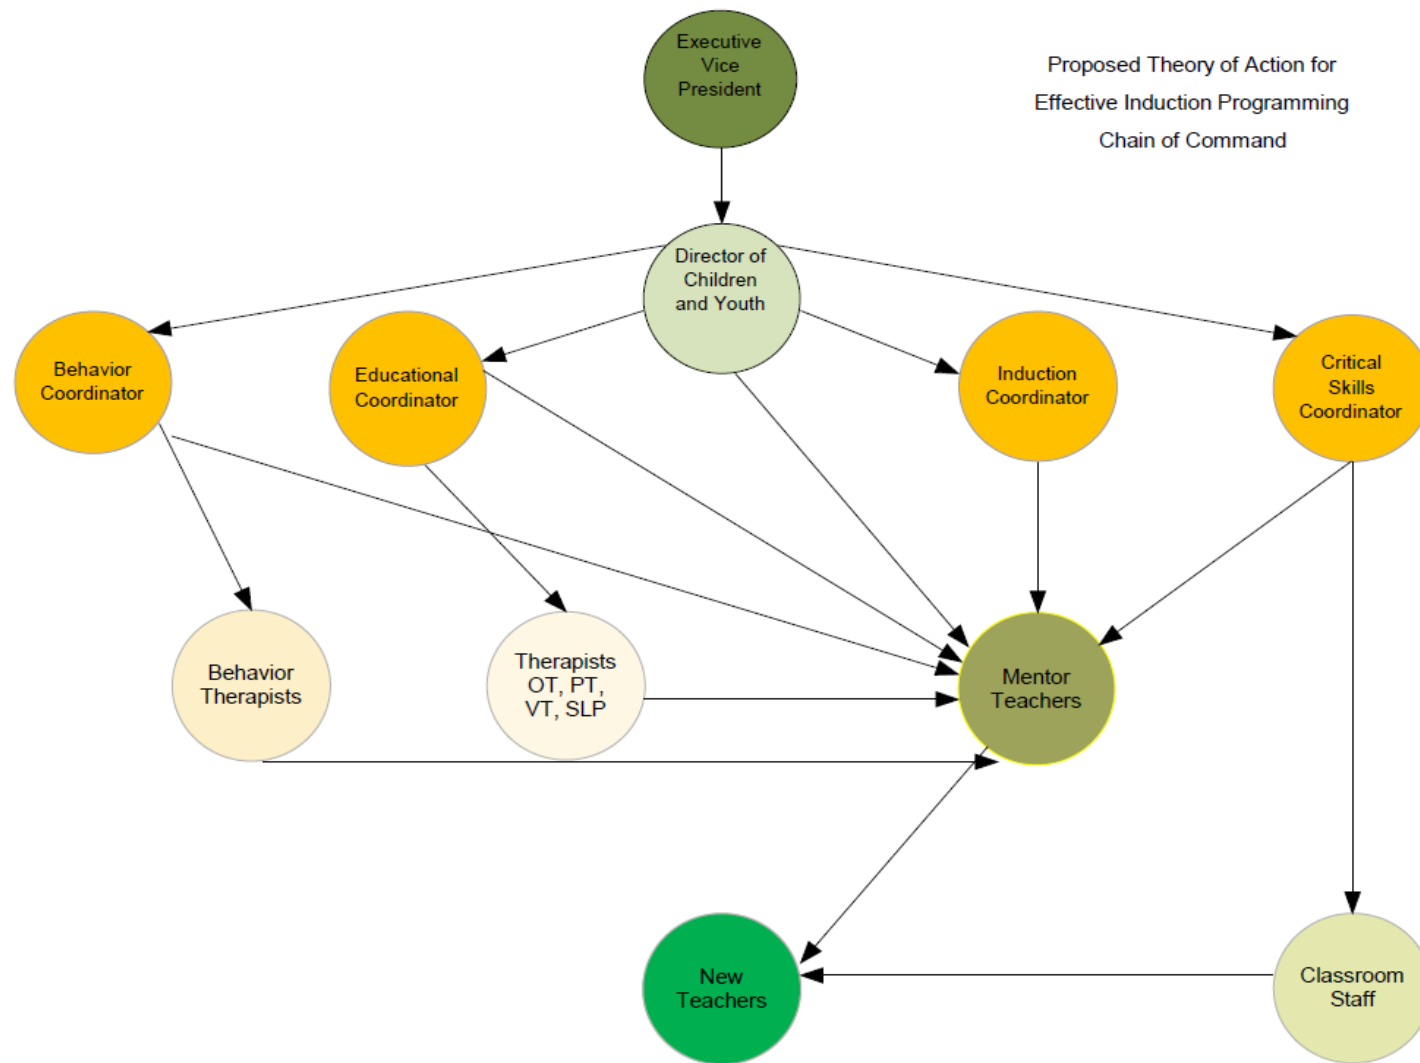 Executive
Vice
President
Proposed Theory of Action for
Effective Induction Programming
Chain of Command
Director of
Children
and Youth
Behavior
Coordinator
Educational
Coordinator
Induction
Coordinator
Critical
Skills
Coordinator
Behavior
Therapists
Therapists
OT, PT,
VT, SLP
Mentor
Teachers
New
Teachers
Classroom
Staff